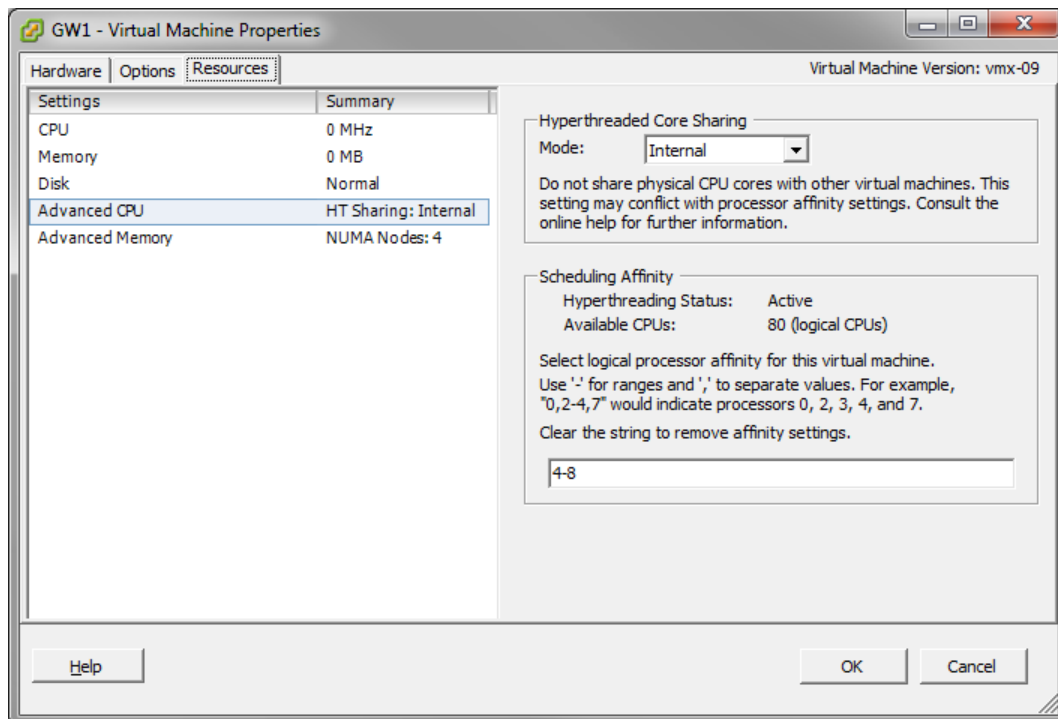 GW1 - Virtual Machine Properties
Hardware Options Resources
Virtual Machine Version: vmx-09
Settings Summary
CPU 0 MHz
Memory 0 MB
Disk Normal
Advanced CPU HT Sharing: Internal
Advanced Memory NUMA Nodes: 4
Hyperthreaded Core Sharing
Mode: Internal
Do not share physical CPU cores with other virtual machines. This
setting may conflict with processor affinity settings. Consult the
online help for further information.
Scheduling Affinity
Hyperthreading Status: Active
Available CPUs: 80 (logical CPUs)
Select logical processor affinity for this virtual machine.
Use '-' for ranges and ',' to separate values. For example,
"0,2-4,7" would indicate processors 0, 2, 3, 4, and 7.
Clear the string to remove affinity settings.
4-8
Help OK Cancel